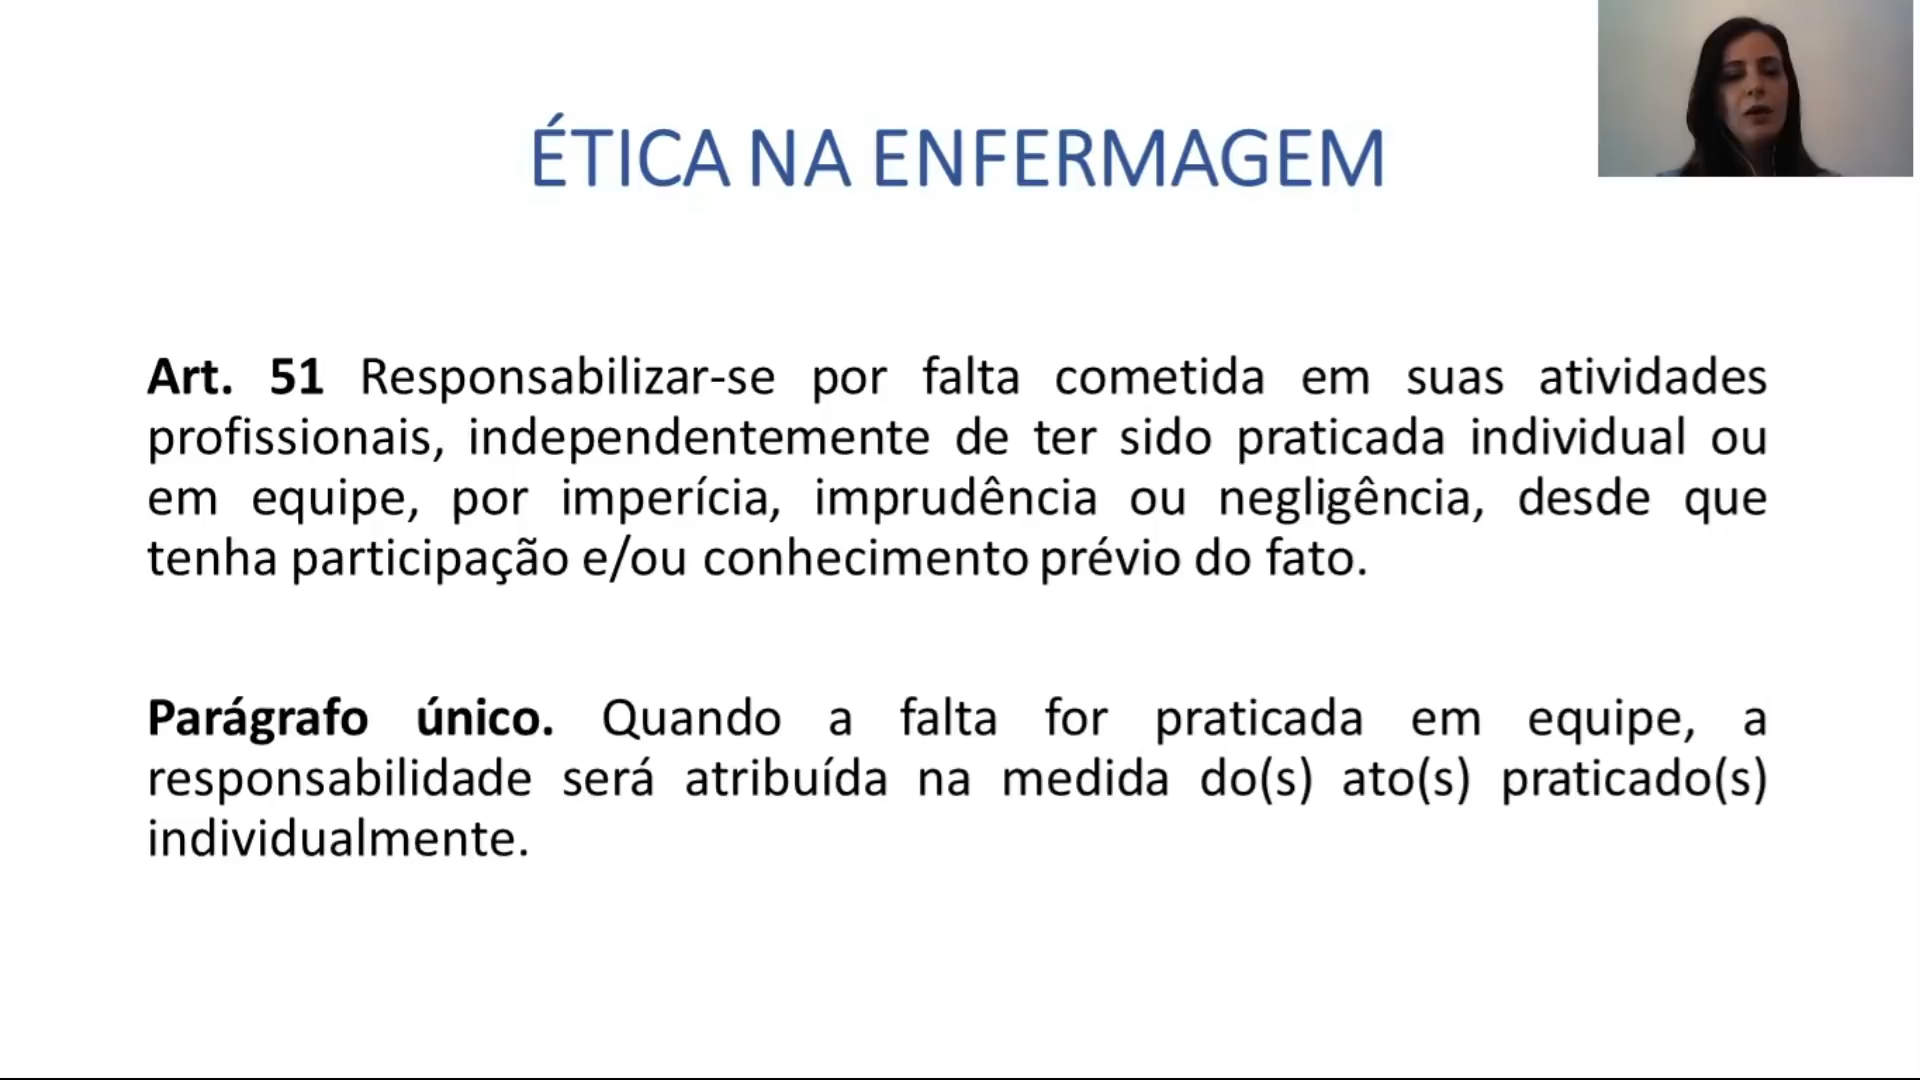 ÉTICA NA ENFERMAGEM
Art. 51 Responsabilizar-se por falta cometida em suas atividades
profissionais, independentemente de ter sido praticada individual ou
em equipe, por imperícia, imprudência ou negligência, desde que
tenha participação e/ou conhecimento prévio do fato.
Parágrafo único. Quando a falta for praticada em equipe, a
responsabilidade será atribuída na medida do(s) ato(s) praticado(s)
individualmente.